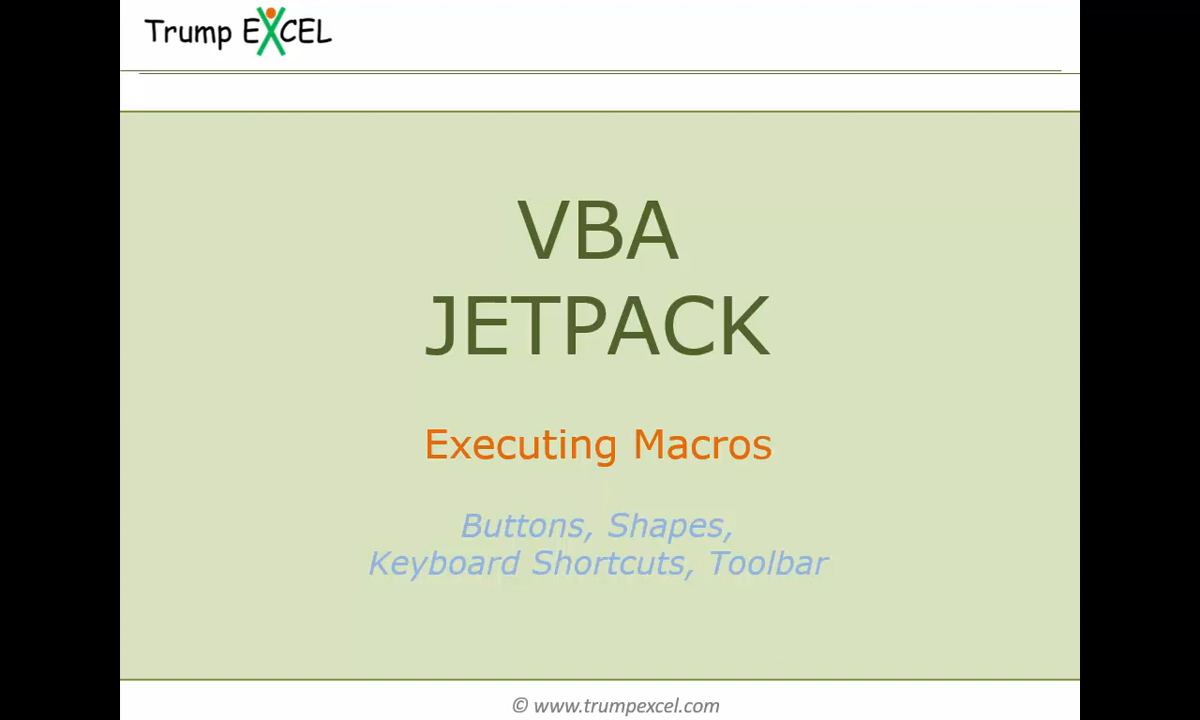 Trump EXCEL
VBA
JETPACK
Executing Macros
Buttons, Shapes,
Keyboard Shortcuts, Toolbar
© www.trumpexcel.com